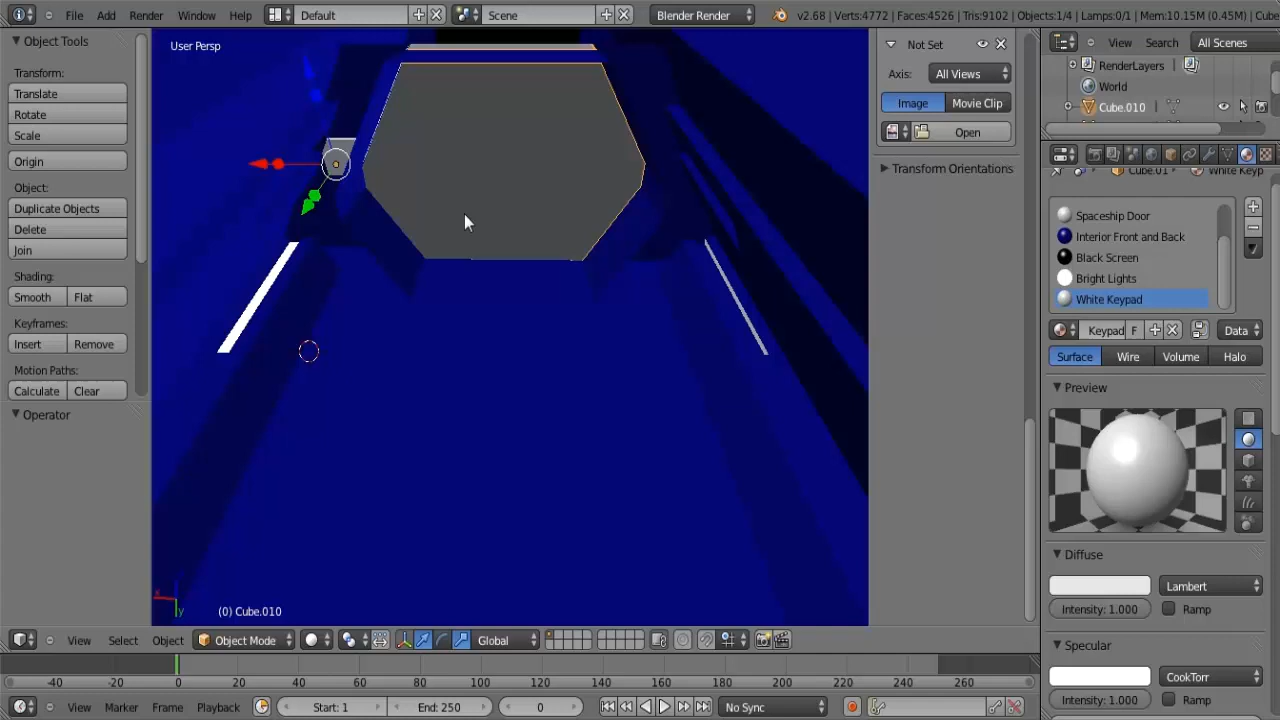 File Add Render Window Help Default Scene Blender Render v2.68 | Verts:4772 | Faces:4526 | Tris:9102 | Objects:1/4 | Lamps:0/1 | Mem:10.15M (0.45M) | Cube
Object Tools
Transform:
Translate
Rotate
Scale
Origin
Object:
Duplicate Objects
Delete
Join
Shading:
Smooth Flat
Keyframes:
Insert Remove
Motion Paths:
Calculate Clear
Operator
User Persp
x
y
(0) Cube.010
Not Set
Axis: All Views
Image Movie Clip
Open
Transform Orientations
View Search All Scenes
RenderLayers
World
Cube.010
Cube.01 White Keyp
Spaceship Door
Interior Front and Back
Black Screen
Bright Lights
White Keypad
Keypad F Data
Surface Wire Volume Halo
Preview
Diffuse
Lambert
Intensity: 1.000 Ramp
Specular
CookTorr
Intensity: 1.000 Ramp
View Select Object Object Mode Global
-40 -20 0 20 40 60 80 100 120 140 160 180 200 220 240 260
View Marker Frame Playback Start: 1 End: 250 0 No Sync